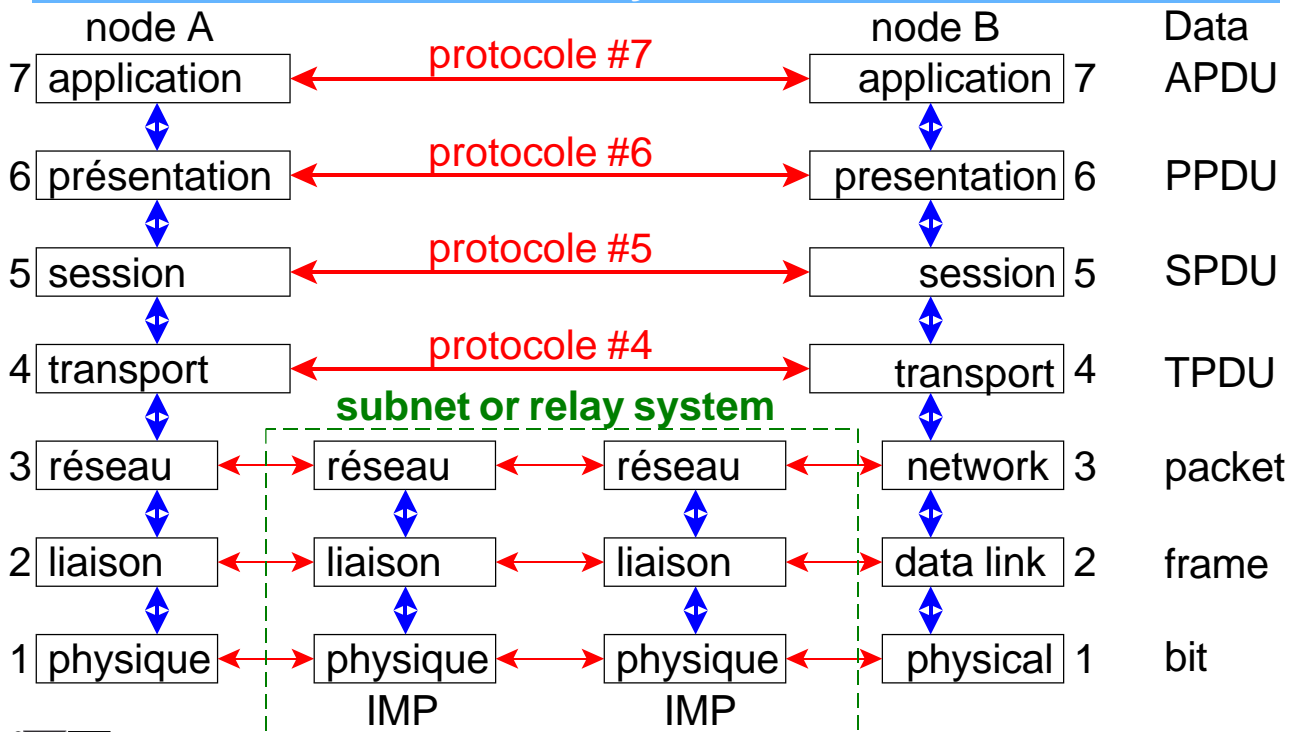 node A node B Data
protocole #7
7 application application 7 APDU
protocole #6
6 présentation presentation 6 PPDU
protocole #5
5 session session 5 SPDU
protocole #4
4 transport transport 4 TPDU
subnet or relay system
3 réseau réseau réseau network 3 packet
2 liaison liaison liaison data link 2 frame
1 physique physique physique physical 1 bit
IMP IMP